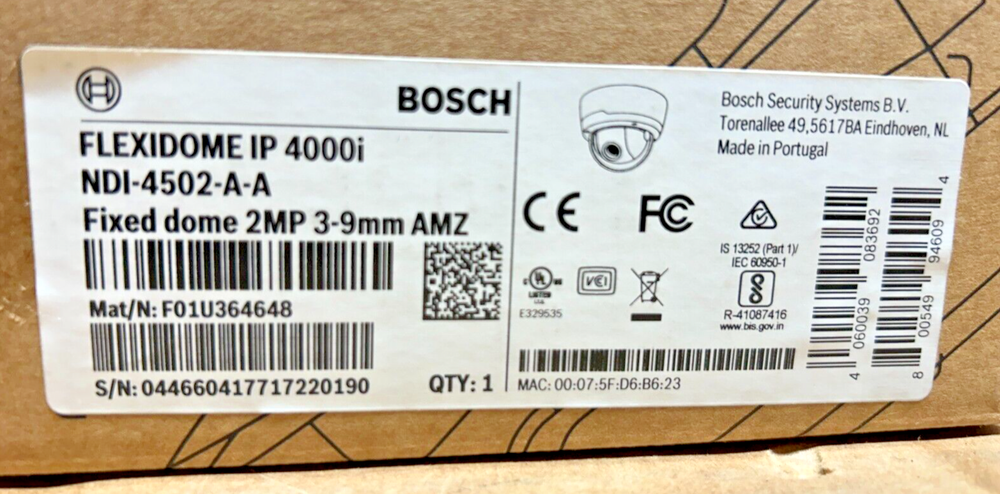 BOSCH
FLEXIDOME IP 4000i
NDI-4502-A-A
Fixed dome 2MP 3-9mm AMZ
Mat/N: F01U364648
S/N: 044660417717220190
QTY: 1
Bosch Security Systems B.V.
Torenallee 49,5617BA Eindhoven, NL
Made in Portugal
CE
FC
IS 13252 (Part 1)/
IEC 60950-1
UL
LISTED
E329535
VCI
R-41087416
www.bis.gov.in
MAC: 00:07:5F:D6:B6:23
4 060039 083692
8 00549 94609 4